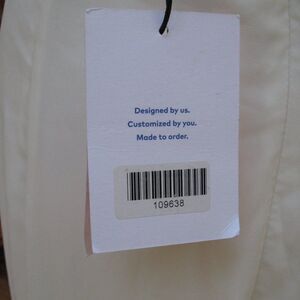 Designed by us.
Customized by you.
Made to order.
109638